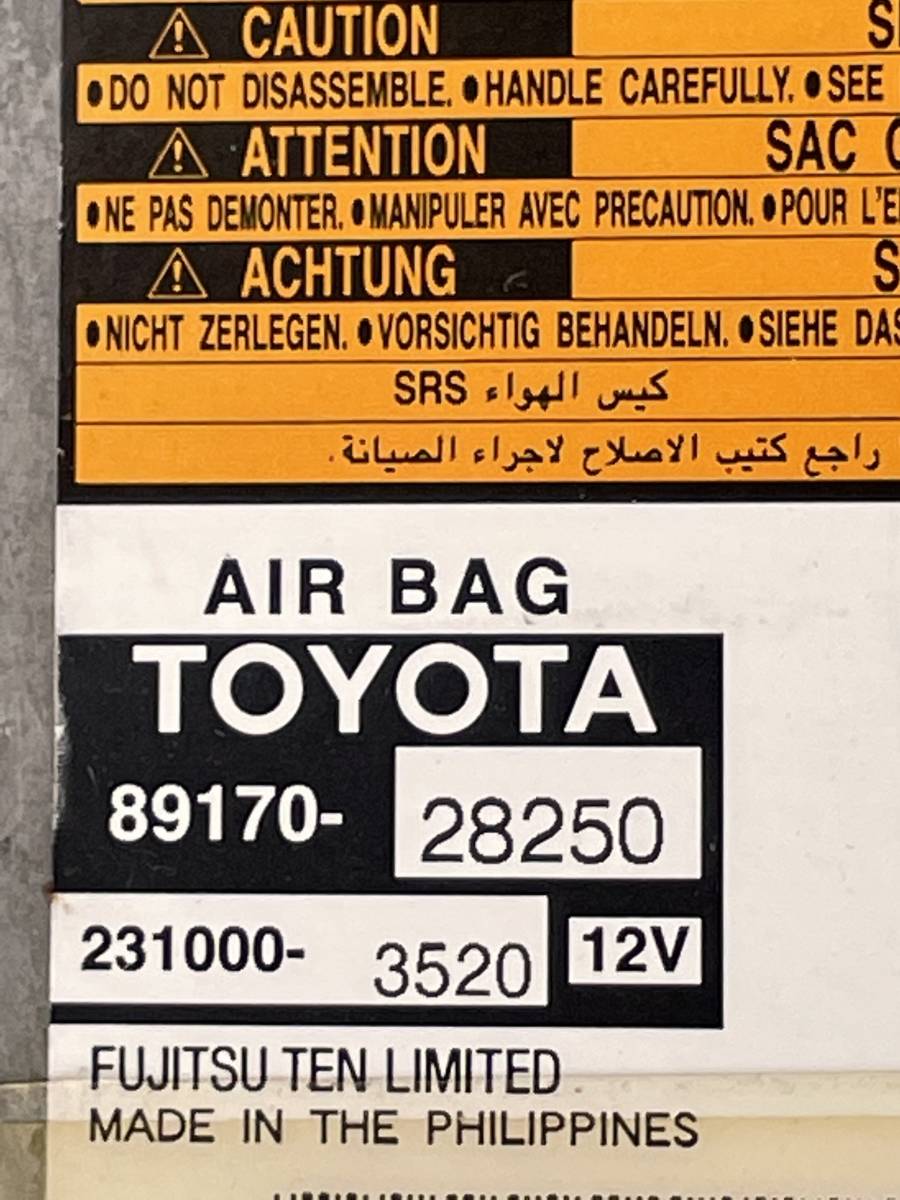 ⚠ CAUTION
•DO NOT DISASSEMBLE. •HANDLE CAREFULLY. •SEE
⚠ ATTENTION SAC
•NE PAS DEMONTER. •MANIPULER AVEC PRECAUTION. •POUR
⚠ ACHTUNG
•NICHT ZERLEGEN. •VORSICHTIG BEHANDELN. •SIEHE
كيس الهواء SRS
راجع كتيب الاصلاح لاجراء الصيانة.
AIR BAG
TOYOTA
89170- 28250
231000- 3520 12V
FUJITSU TEN LIMITED
MADE IN THE PHILIPPINES